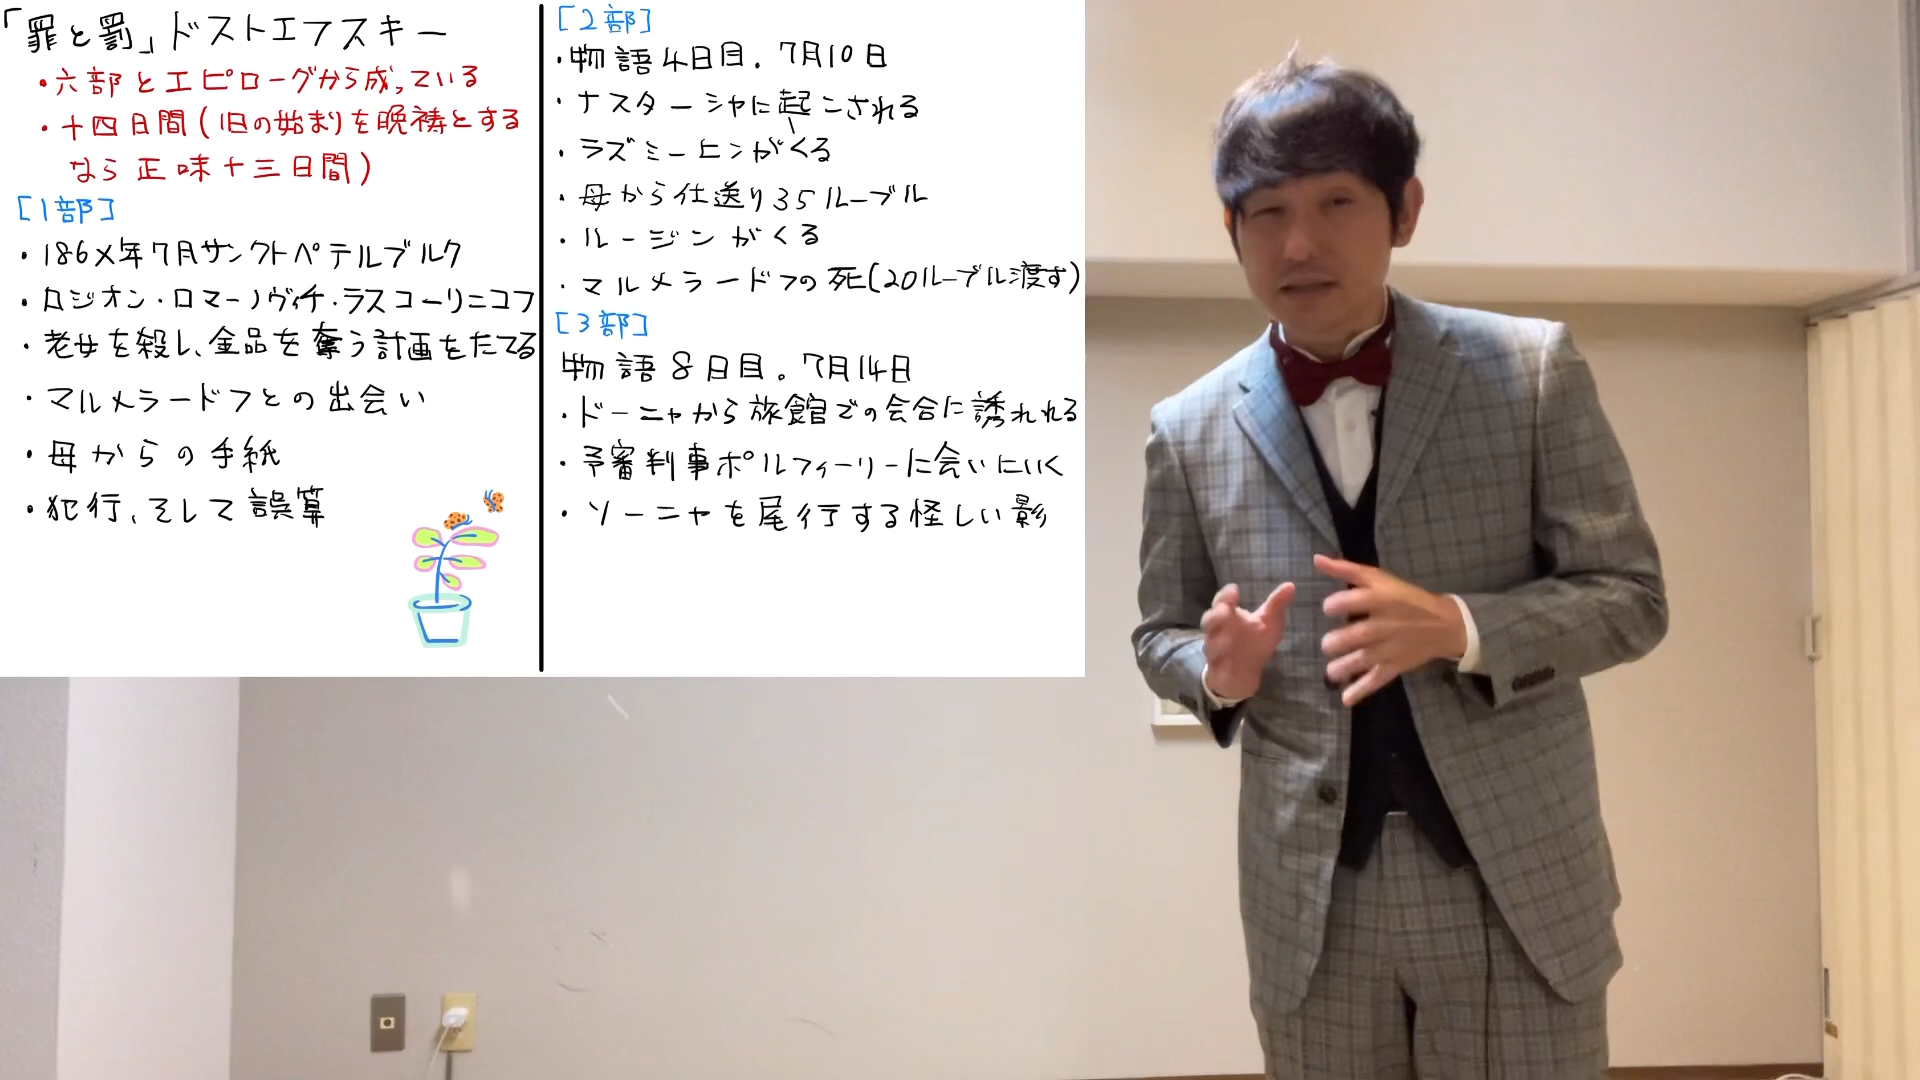 「罪と罰」ドストエフスキー
・六部とエピローグから成っている
・十四日間(旧の始まりを晩祷とする
なら正味十三日間)
[1部]
・186X年7月サンクトペテルブルク
・ロジオン・ロマーノヴィチ・ラスコーリニコフ
・老女を殺し、金品を奪う計画をたてる
・マルメラードフとの出会い
・母からの手紙
・犯行、そして誤算
[2部]
・物語4日目。7月10日
・ナスターシャに起こされる
・ラズミーヒンがくる
・母から仕送り35ルーブル
・ルージンがくる
・マルメラードフの死(20ルーブル渡す)
[3部]
物語8日目。7月14日
・ドーニャから旅館での会合に誘れれる
・予審判事ポルフィーリーに会いにいく
・ソーニャを尾行する怪しい影